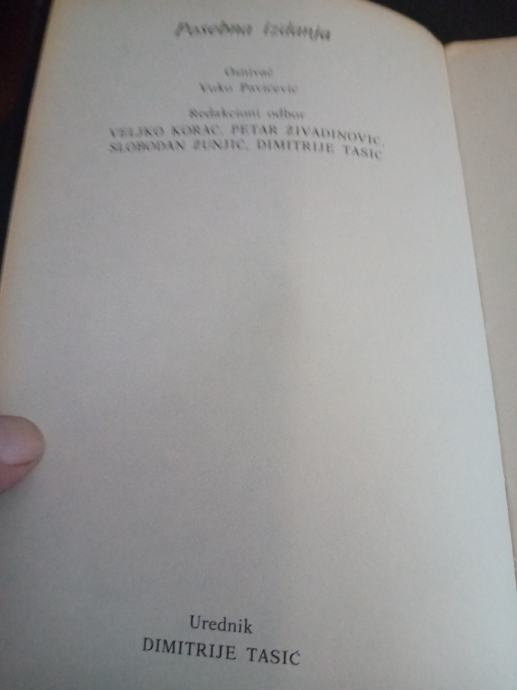 Posebna izdanja
Osnivač
Vuko Pavićević
Redakcioni odbor
VELJKO KORAĆ, PETAR ŽIVADINOVIĆ,
SLOBODAN ŽUNJIĆ, DIMITRIJE TASIĆ
Urednik
DIMITRIJE TASIĆ